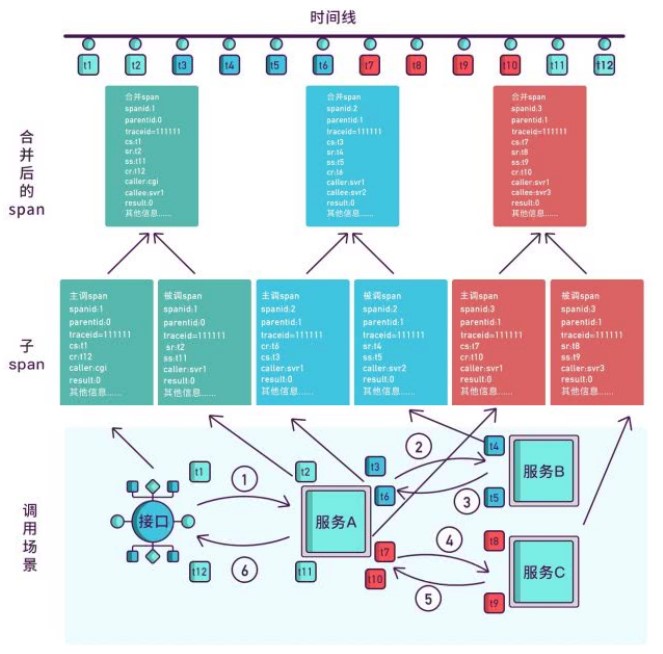 时间线
t1 t2 t3 t4 t5 t6 t7 t8 t9 t10 t11 t12
合并后的span
合并span
spanid:1
parentid:0
traceid=111111
cs:t1
sr:t2
ss:t11
cr:t12
caller:cgi
callee:svr1
result:0
其他信息......
合并span
spanid:2
parentid:1
traceid=111111
cs:t3
sr:t4
ss:t5
cr:t6
caller:svr1
callee:svr2
result:0
其他信息......
合并span
spanid:3
parentid:1
traceid=111111
cs:t7
sr:t8
ss:t9
cr:t10
caller:svr1
callee:svr3
result:0
其他信息......
子span
主调span
spanid:1
parentid:0
traceid=111111
cs:t1
cr:t12
caller:cgi
result:0
其他信息......
被调span
spanid:1
parentid:0
traceid=111111
sr:t2
ss:t11
caller:svr1
result:0
其他信息......
主调span
spanid:2
parentid:1
traceid=111111
cr:t6
cs:t3
caller:svr1
result:0
其他信息......
被调span
spanid:2
parentid:1
traceid=111111
sr:t4
ss:t5
caller:svr2
result:0
其他信息......
主调span
spanid:3
parentid:1
traceid=111111
cs:t7
cr:t10
caller:svr1
result:0
其他信息......
被调span
spanid:3
parentid:1
traceid=111111
sr:t8
ss:t9
caller:svr3
result:0
其他信息......
调用场景
接口
t1
1
t2
t12
6
t11
服务A
t3
2
t4
t6
3
t5
服务B
t7
4
t8
t10
5
t9
服务C